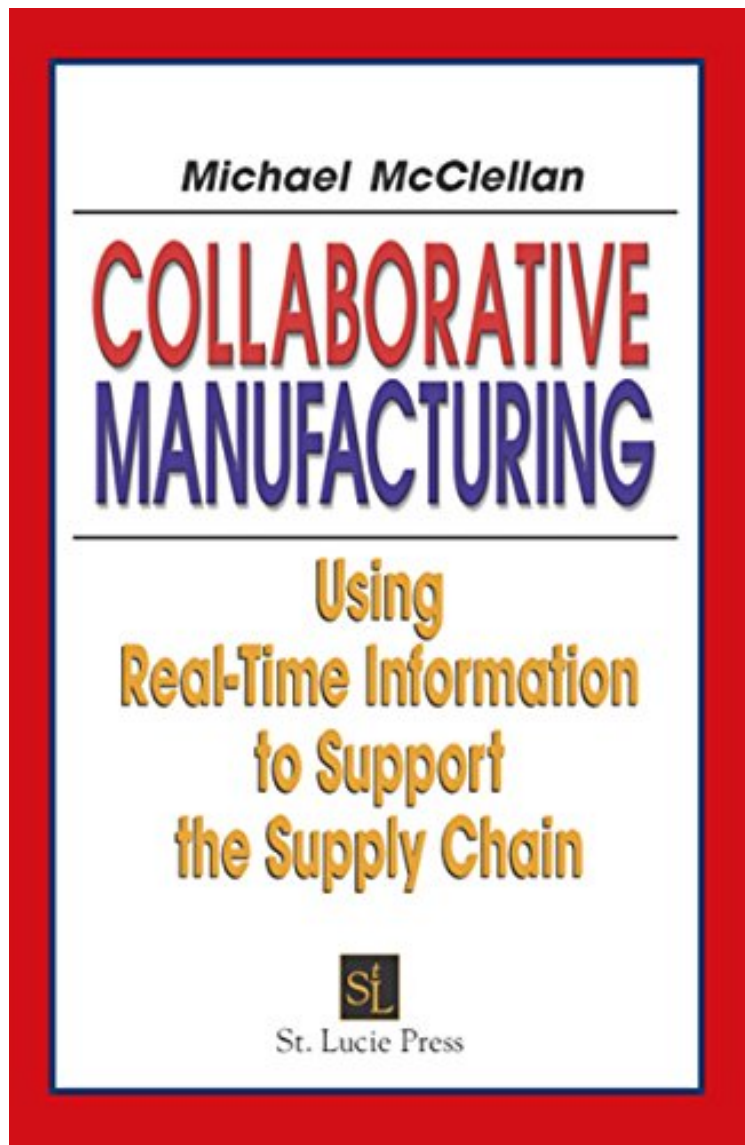 Michael McClellan
COLLABORATIVE
MANUFACTURING
Using
Real-Time Information
to Support
the Supply Chain
StL
St. Lucie Press